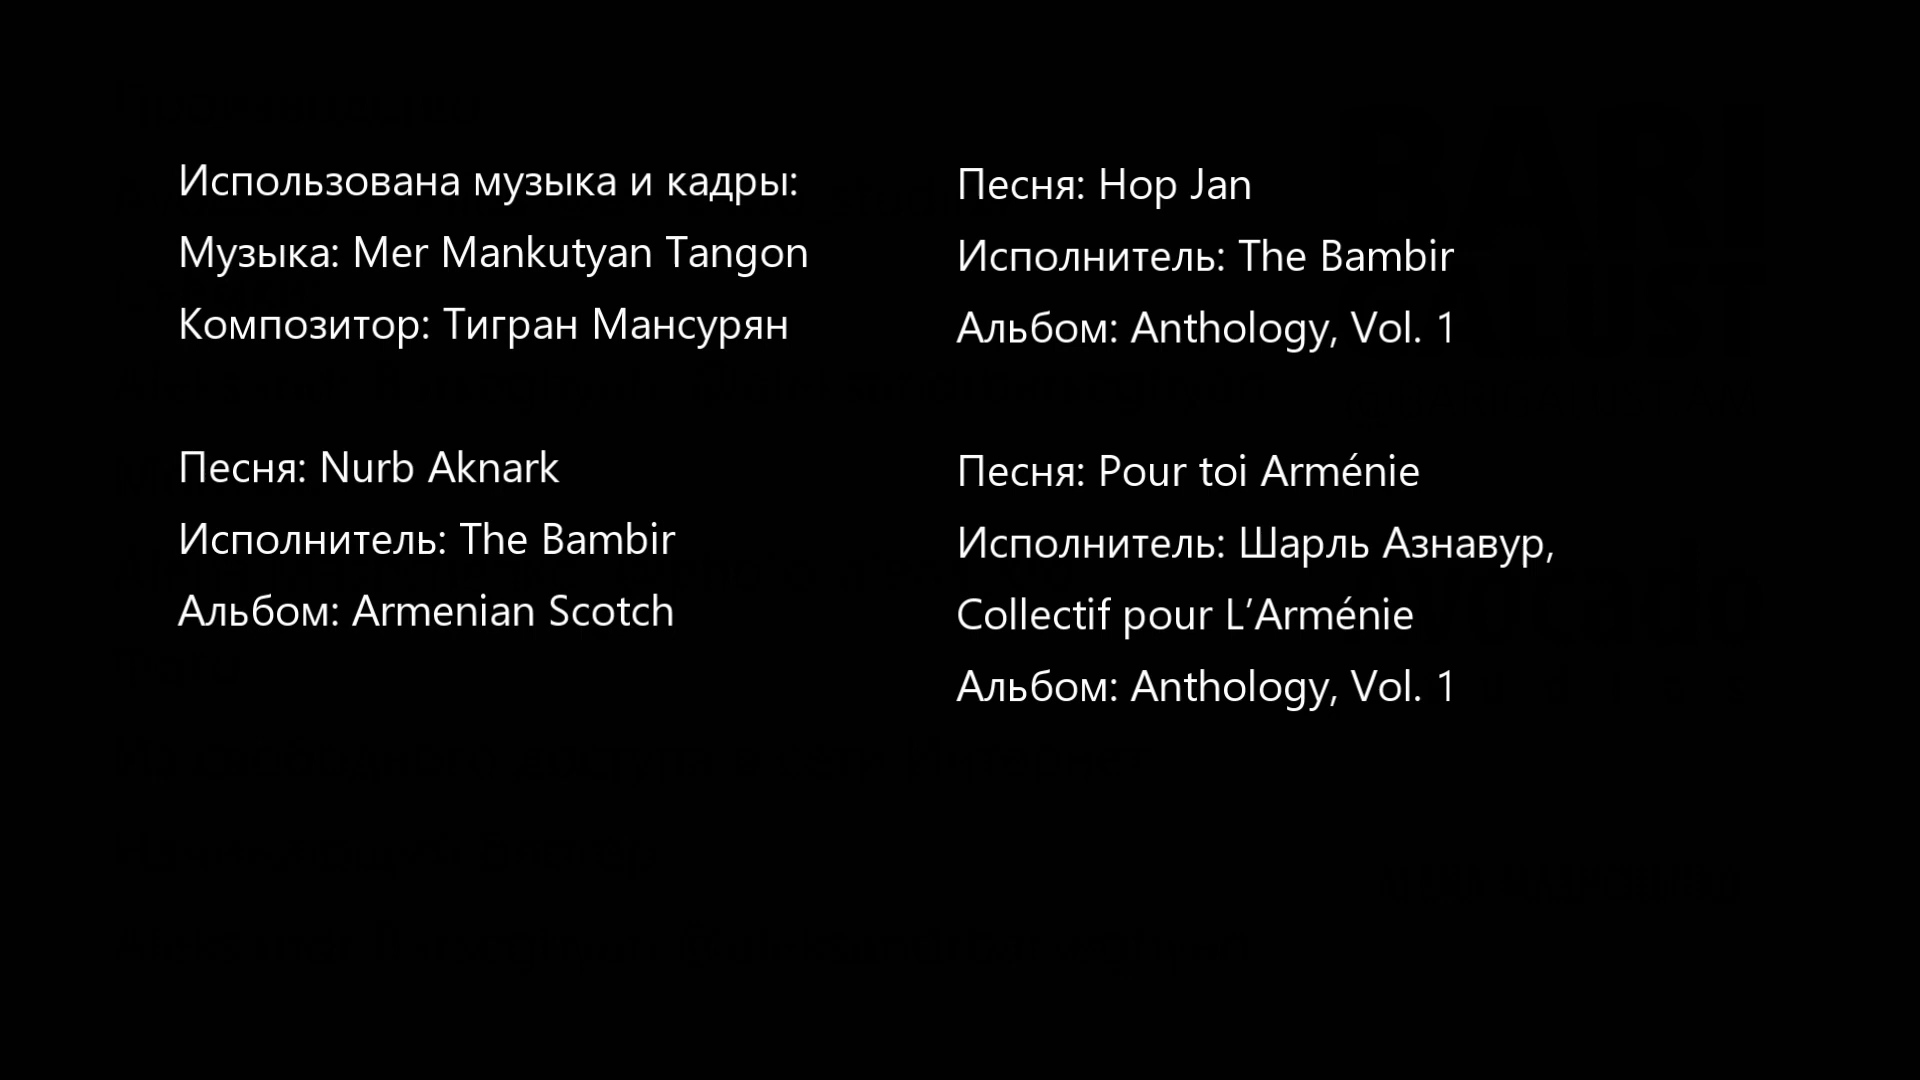 Использована музыка и кадры:
Музыка: Mer Mankutyan Tangon
Композитор: Тигран Мансурян
Песня: Nurb Aknark
Исполнитель: The Bambir
Альбом: Armenian Scotch
Песня: Hop Jan
Исполнитель: The Bambir
Альбом: Anthology, Vol. 1
Песня: Pour toi Arménie
Исполнитель: Шарль Азнавур,
Collectif pour L’Arménie
Альбом: Anthology, Vol. 1